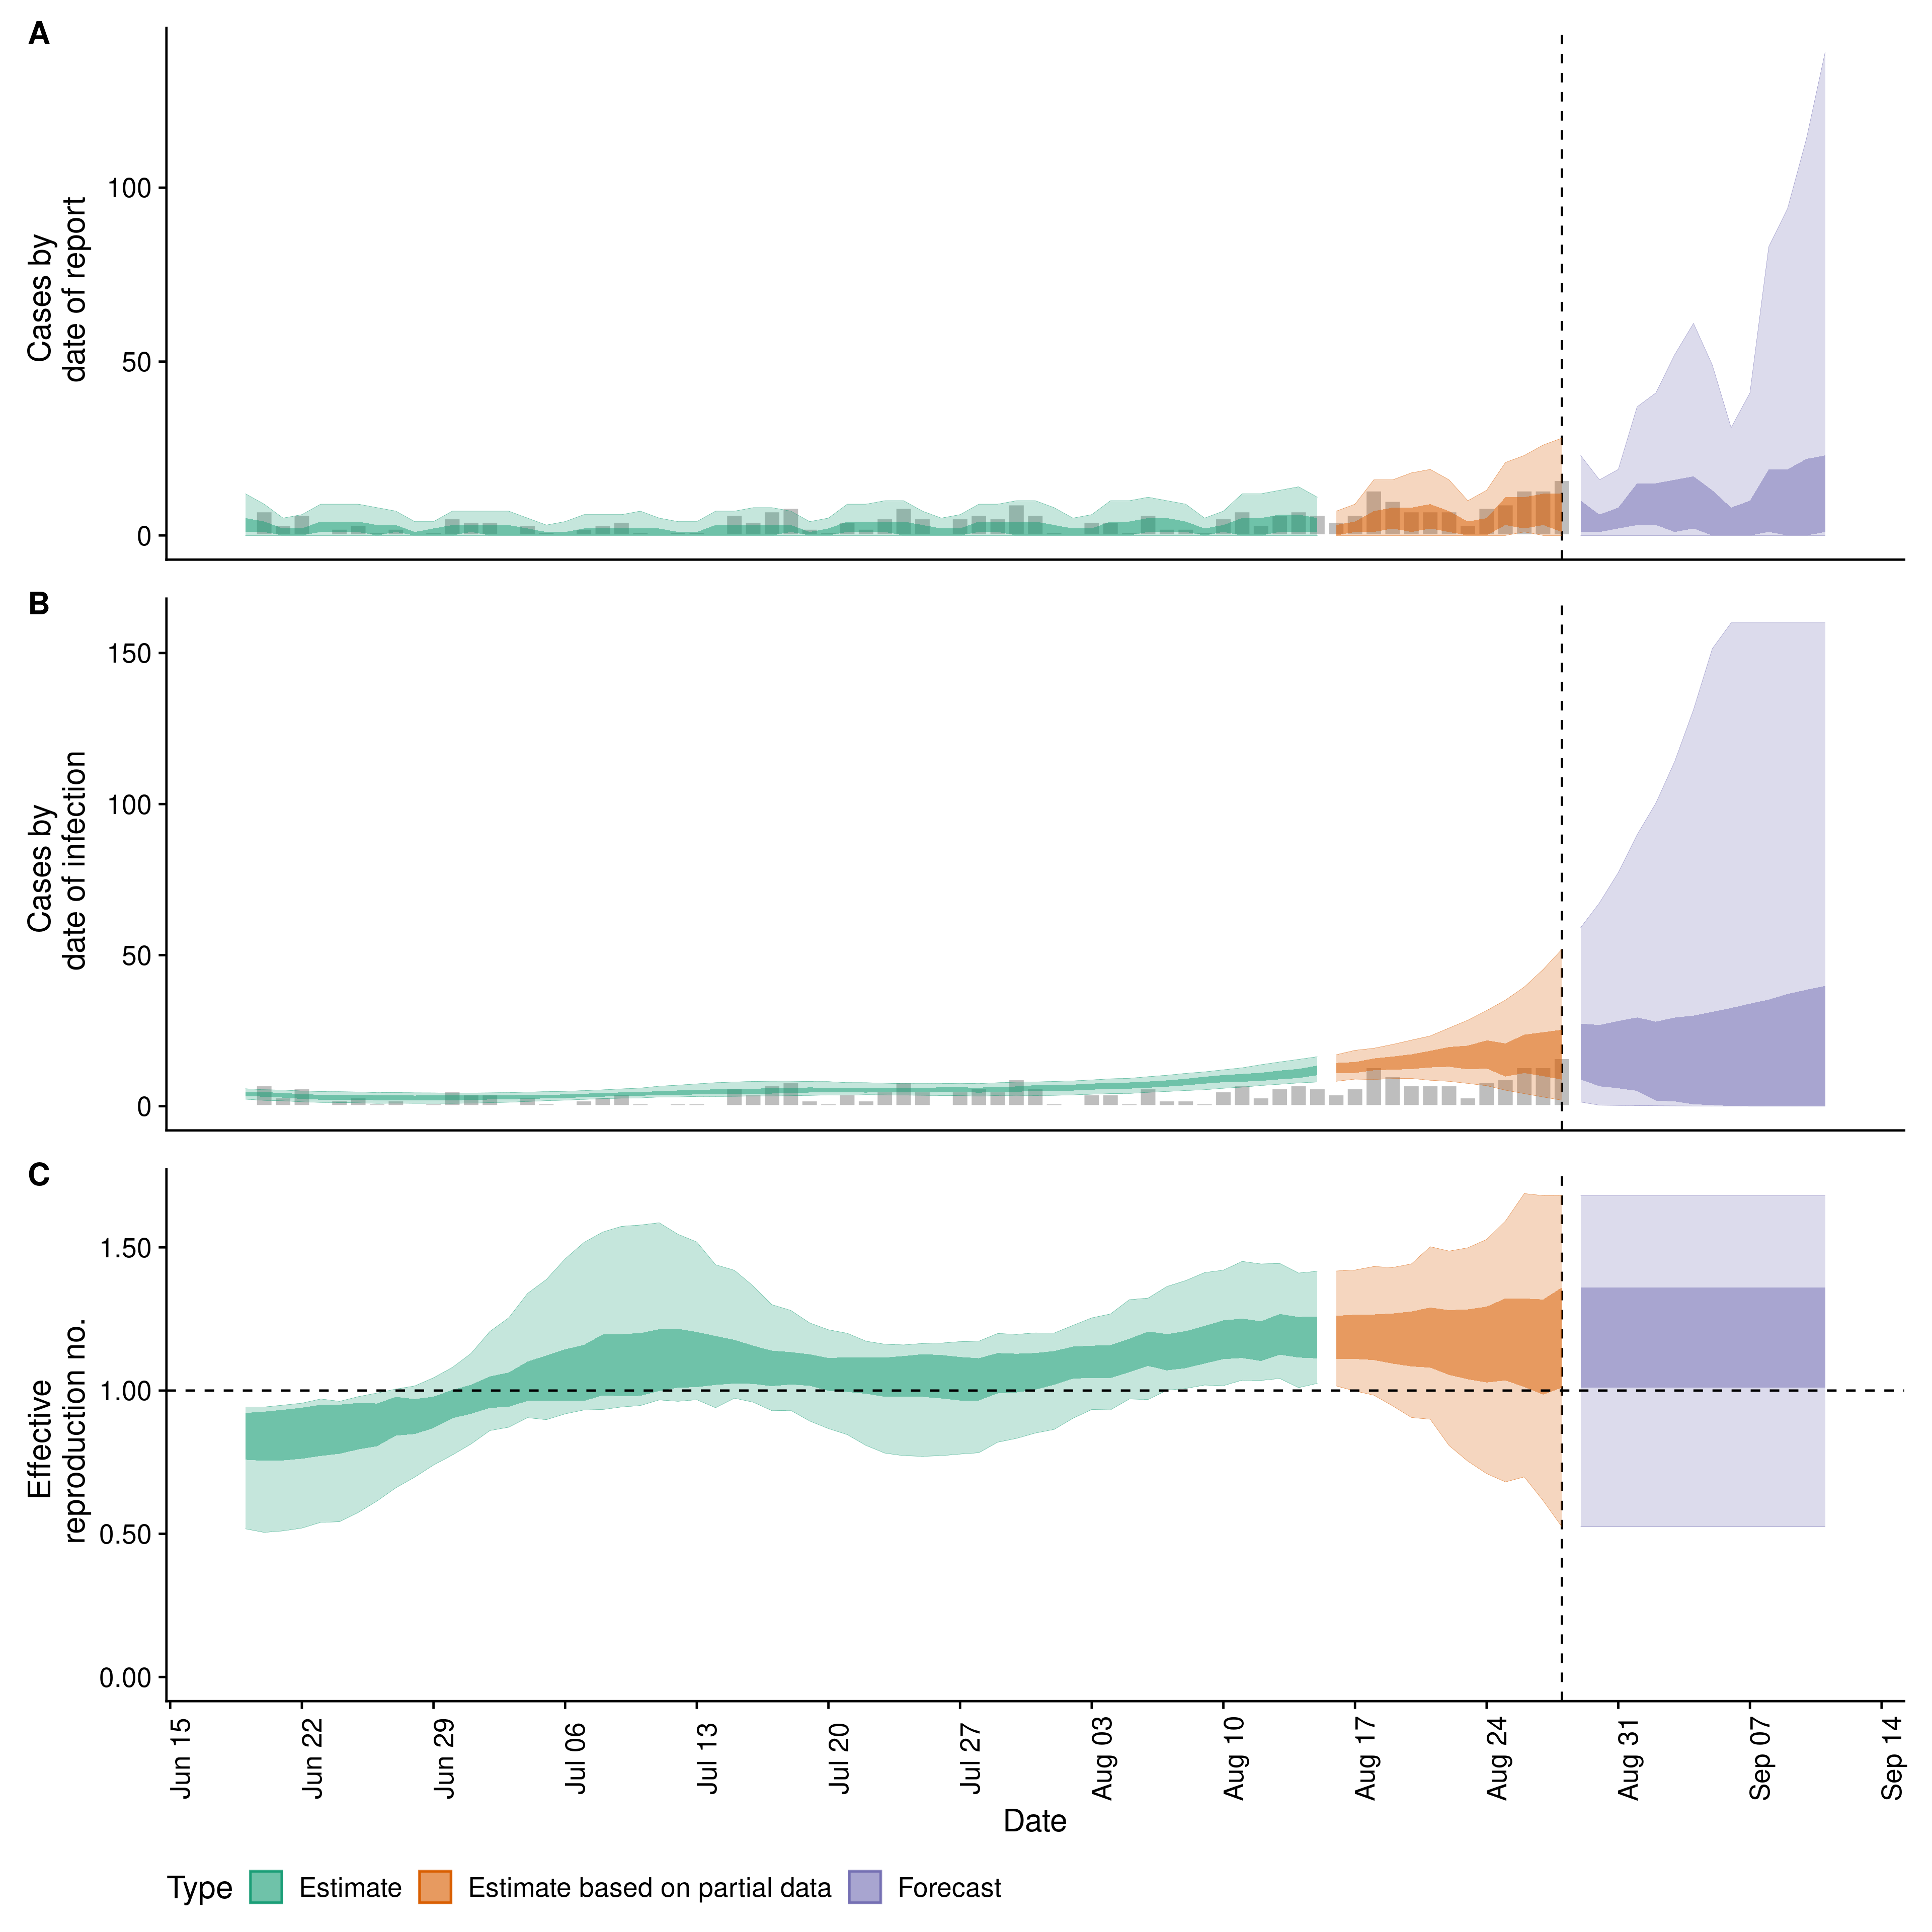 A
Cases by
date of report
100
50
0
B
Cases by
date of infection
150
100
50
0
C
Effective
reproduction no.
1.50
1.00
0.50
0.00
Jun 15
Jun 22
Jun 29
Jul 06
Jul 13
Jul 20
Jul 27
Aug 03
Aug 10
Aug 17
Aug 24
Aug 31
Sep 07
Sep 14
Date
Type Estimate Estimate based on partial data Forecast